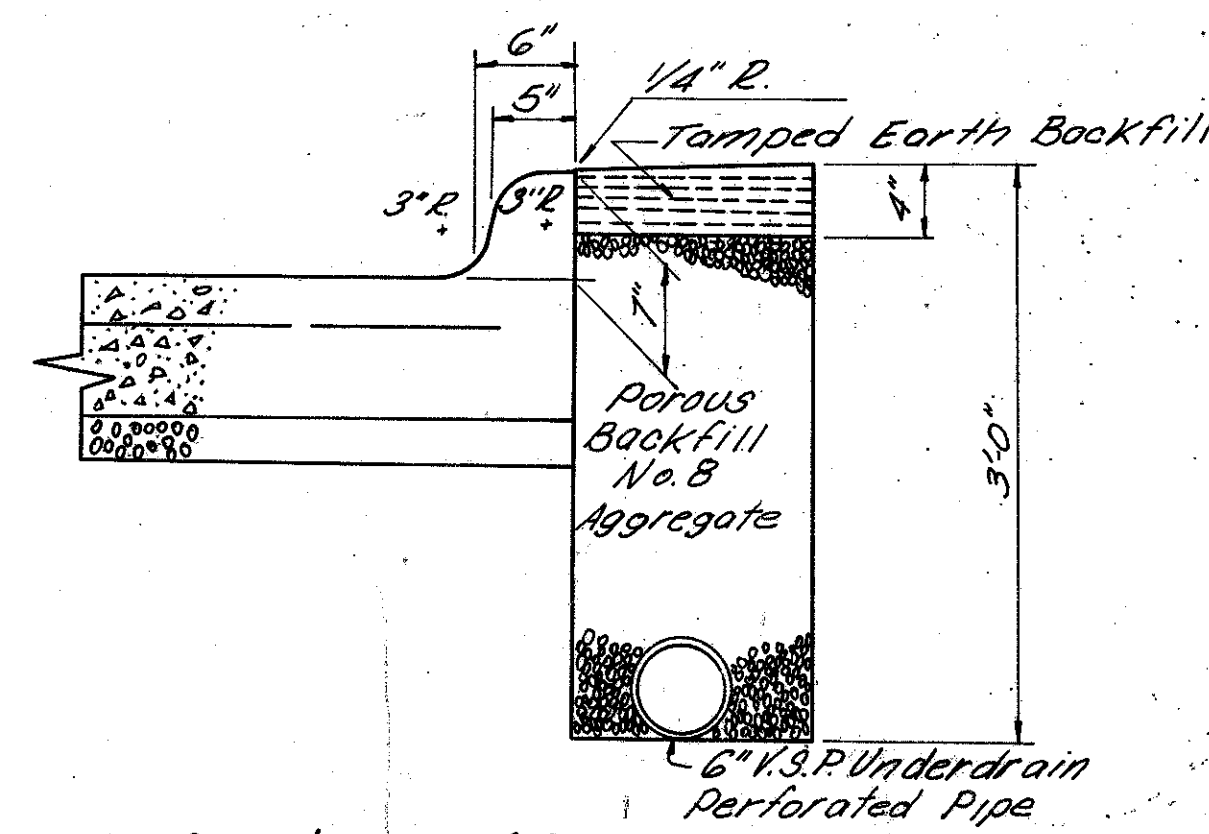 6"
5"
1/4" R.
Tamped Earth Backfill
3" R.
3" R
4"
7"
3'-0"
Porous
Backfill
No. 8
Aggregate
6" V.S.P. Underdrain
Perforated Pipe